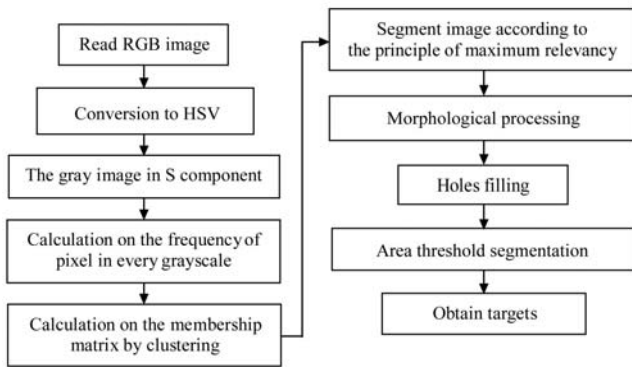 Read RGB image
Conversion to HSV
The gray image in S component
Calculation on the frequency of
pixel in every grayscale
Calculation on the membership
matrix by clustering
Segment image according to
the principle of maximum relevancy
Morphological processing
Holes filling
Area threshold segmentation
Obtain targets